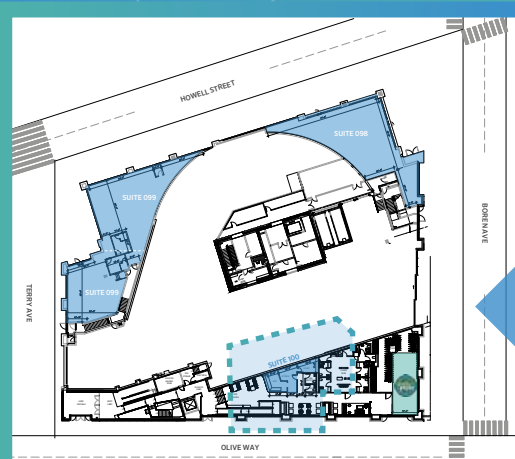 HOWELL STREET
SUITE 098
SUITE 099
BOREN AVE
SUITE 099
TERRY AVE
SUITE 100
OLIVE WAY